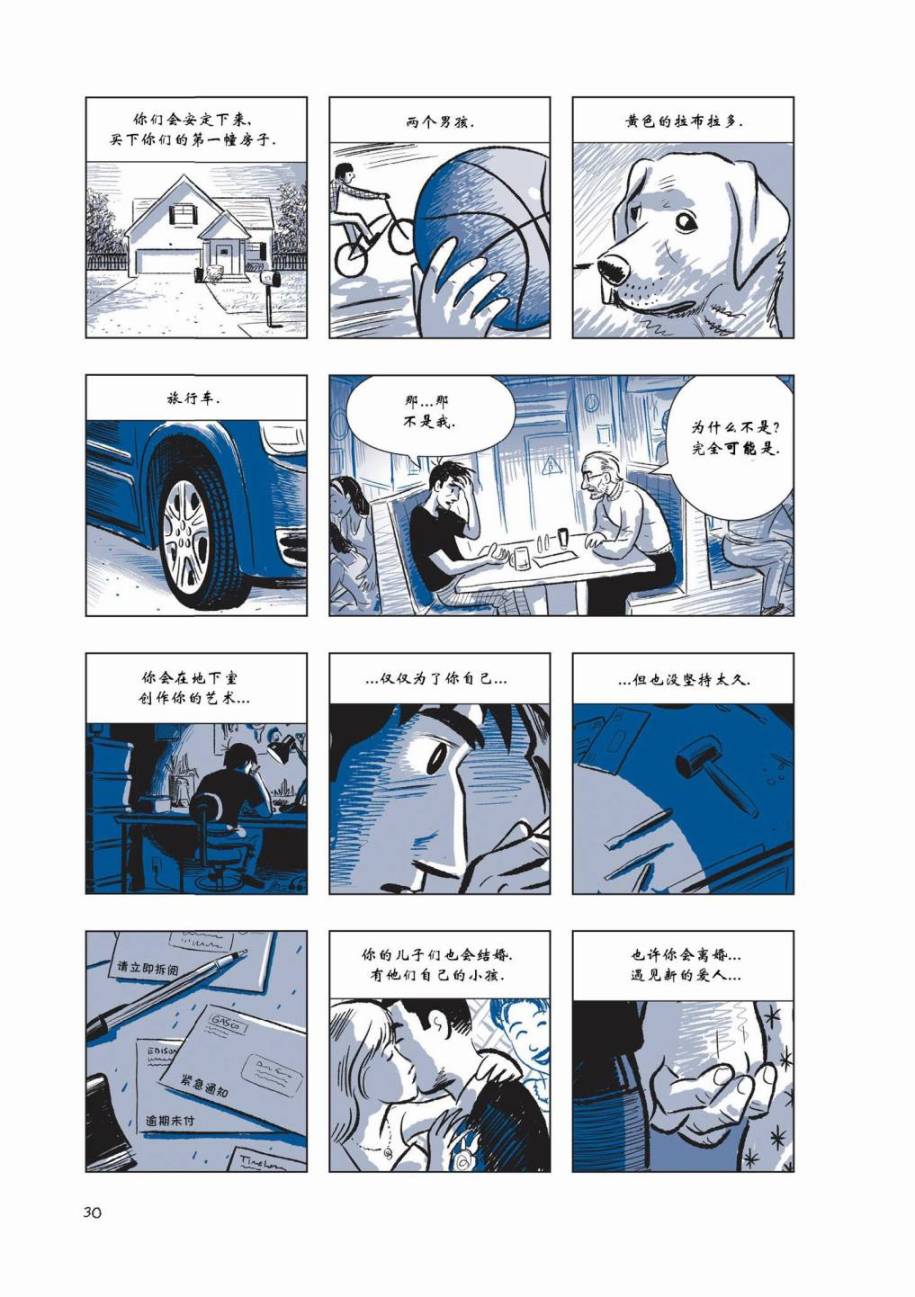 你们会安定下来,
买下你们的第一幢房子.
两个男孩.
黄色的拉布拉多.
旅行车.
那...那
不是我.
为什么不是?
完全可能是.
你会在地下室
创作你的艺术...
...仅仅为了你自己...
...但也没坚持太久.
请立即拆阅
GASCO
EDISON
紧急通知
逾期未付
你的儿子们也会结婚.
有他们自己的小孩.
也许你会离婚...
遇见新的爱人...
30